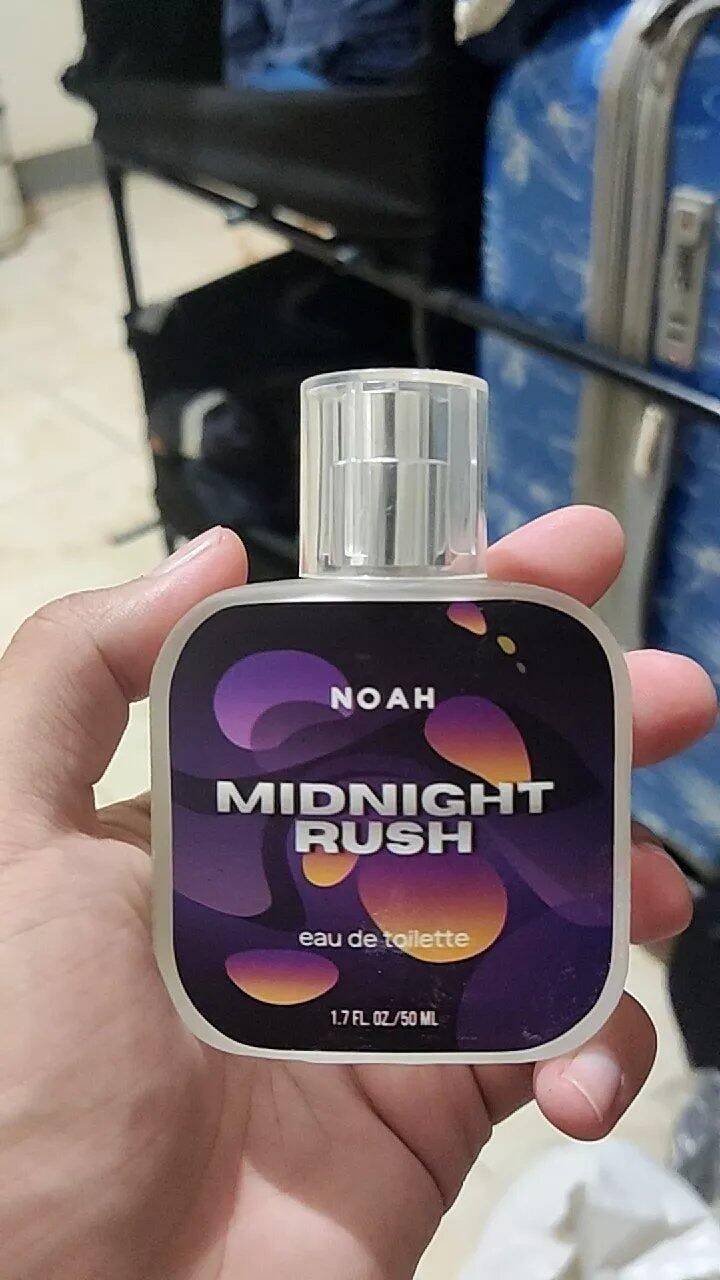 NOAH
MIDNIGHT
RUSH
eau de toilette
1.7 FL. OZ./50 ML